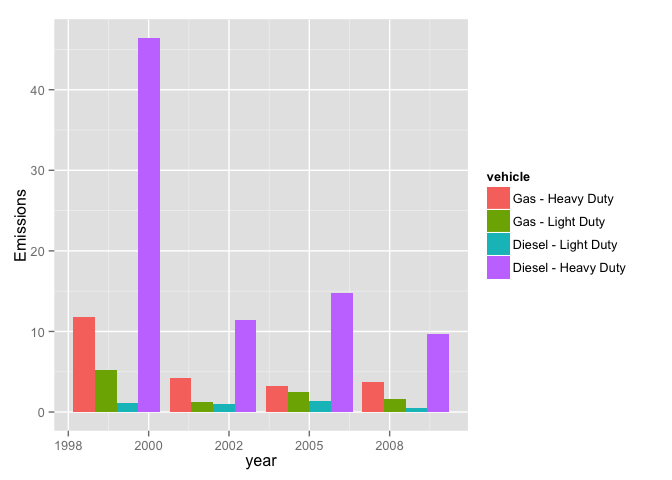 Emissions
40
30
20
10
0
1998 2000 2002 2005 2008
year
vehicle
Gas - Heavy Duty
Gas - Light Duty
Diesel - Light Duty
Diesel - Heavy Duty